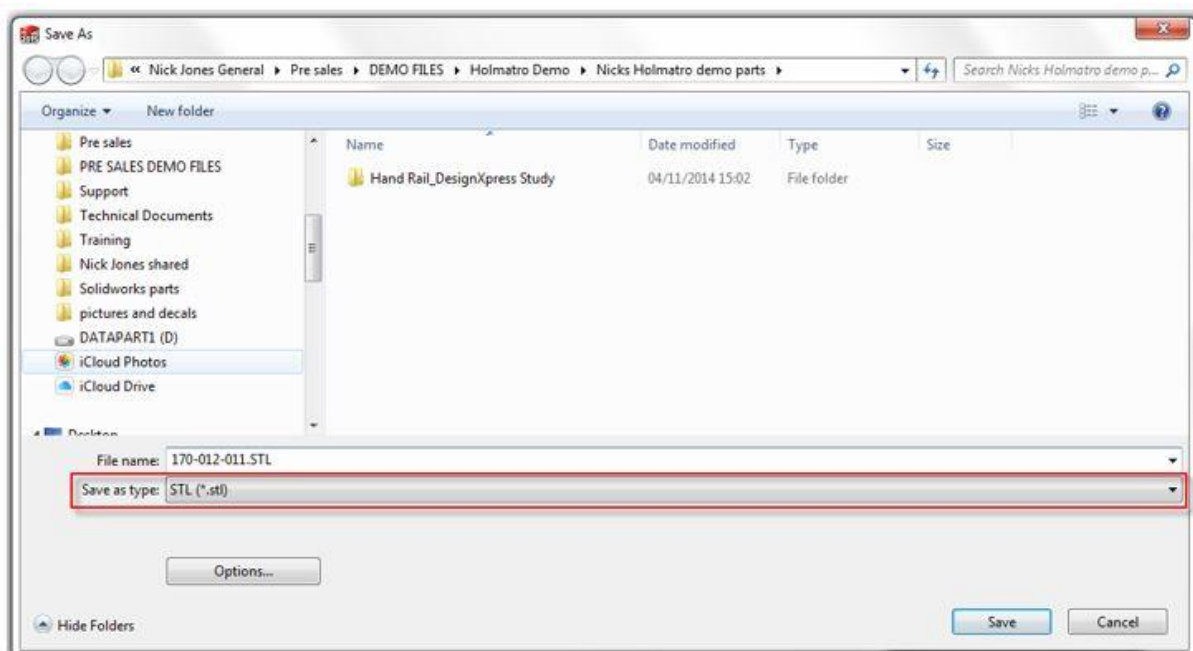 Save As
« Nick Jones General ▸ Pre sales ▸ DEMO FILES ▸ Holmatro Demo ▸ Nicks Holmatro demo parts ▸
Search Nicks Holmatro demo p...
Organize
New folder
Pre sales
PRE SALES DEMO FILES
Support
Technical Documents
Training
Nick Jones shared
Solidworks parts
pictures and decals
DATAPART1 (D)
iCloud Photos
iCloud Drive
Desktop
Name Date modified Type Size
Hand Rail_DesignXpress Study 04/11/2014 15:02 File folder
File name: 170-012-011.STL
Save as type: STL (*.stl)
Options...
Hide Folders
Save
Cancel